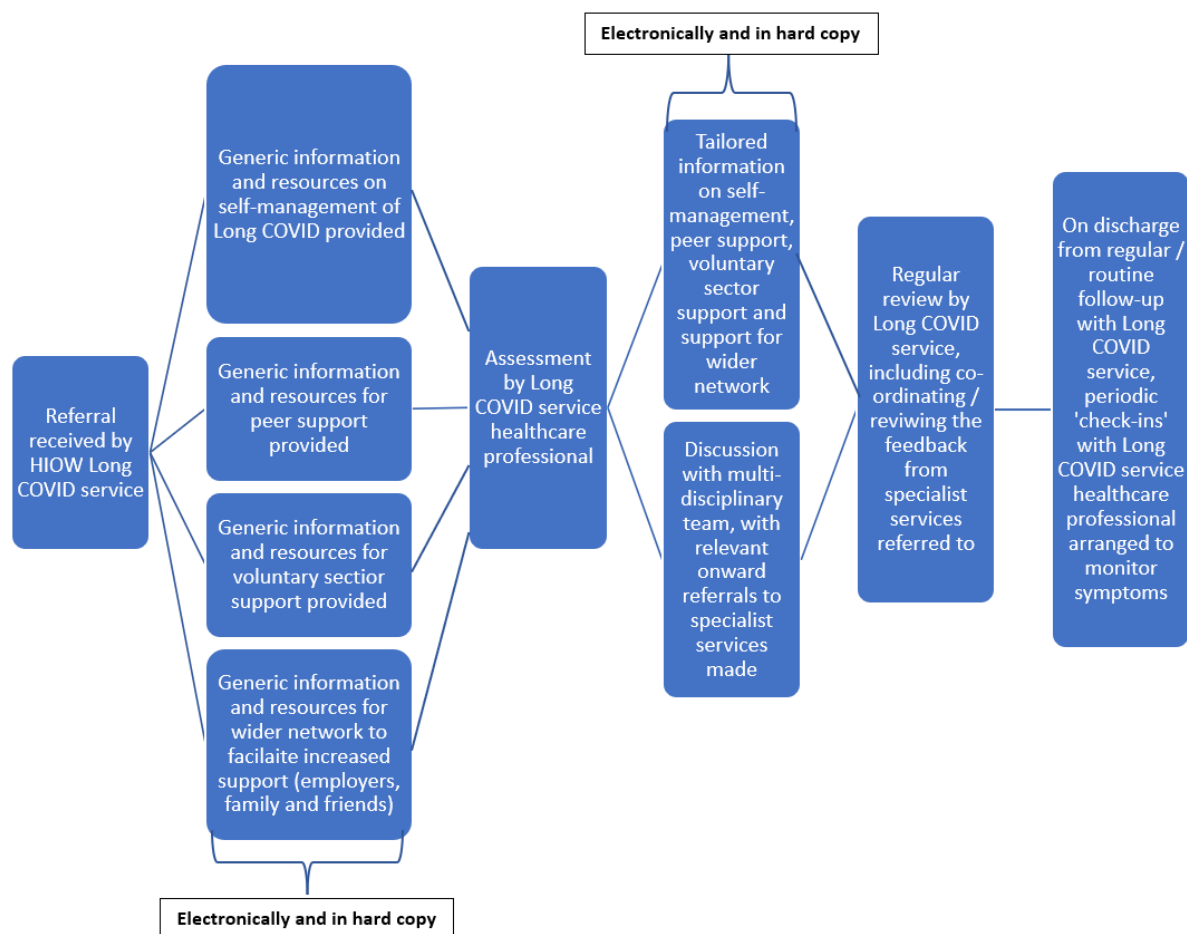 Electronically and in hard copy
Referral
received by
HIOW Long
COVID service
Generic information
and resources on
self-management of
Long COVID provided
Generic information
and resources for
peer support
provided
Generic information
and resources for
voluntary sectior
support provided
Generic information
and resources for
wider network to
facilaite increased
support (employers,
family and friends)
Electronically and in hard copy
Assessment
by Long
COVID service
healthcare
professional
Tailored
information
on self-
management,
peer support,
voluntary
sector
support and
support for
wider
network
Discussion
with multi-
disciplinary
team, with
relevant
onward
referrals to
specialist
services
made
Regular
review by
Long COVID
service,
including co-
ordinating /
reviwing the
feedback
from
specialist
services
referred to
On discharge
from regular /
routine
follow-up
with Long
COVID
service,
periodic
'check-ins'
with Long
COVID service
healthcare
professional
arranged to
monitor
symptoms